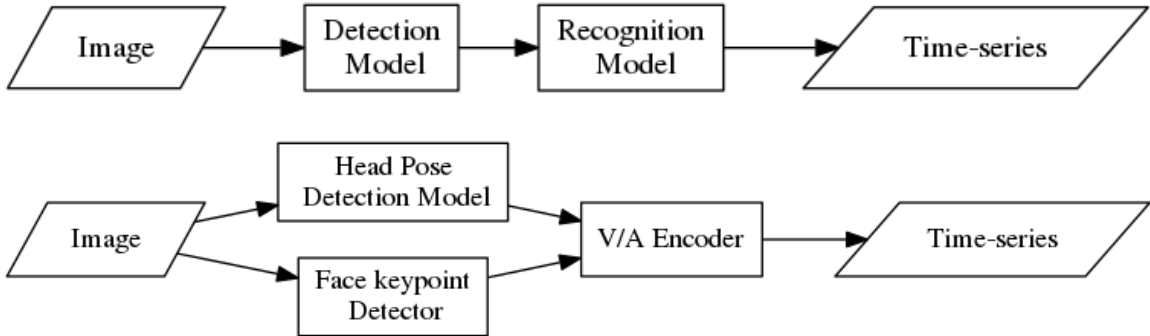 Image
Detection
Model
Recognition
Model
Time-series
Image
Head Pose
Detection Model
Face keypoint
Detector
V/A Encoder
Time-series